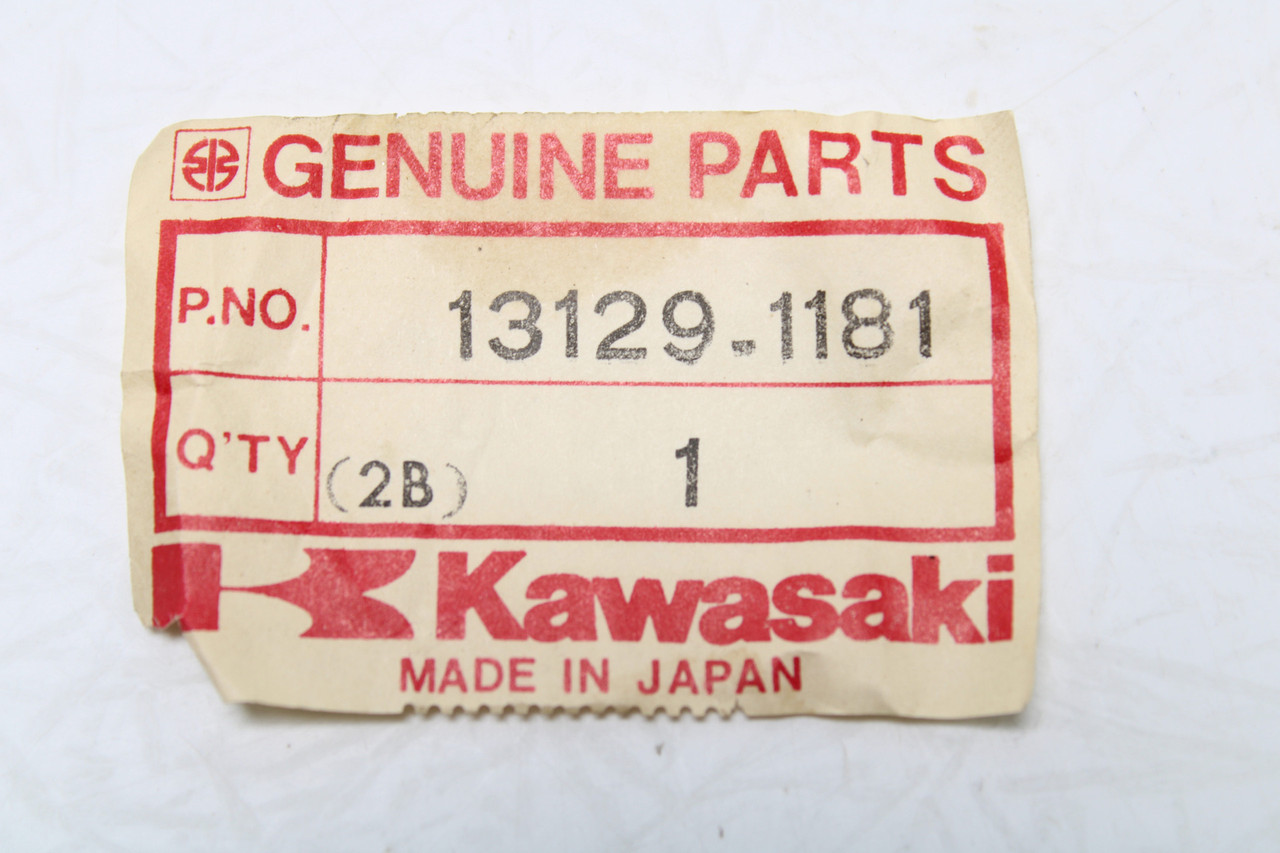 GENUINE PARTS
P.NO. 13129-1181
Q'TY (2B) 1
Kawasaki
MADE IN JAPAN